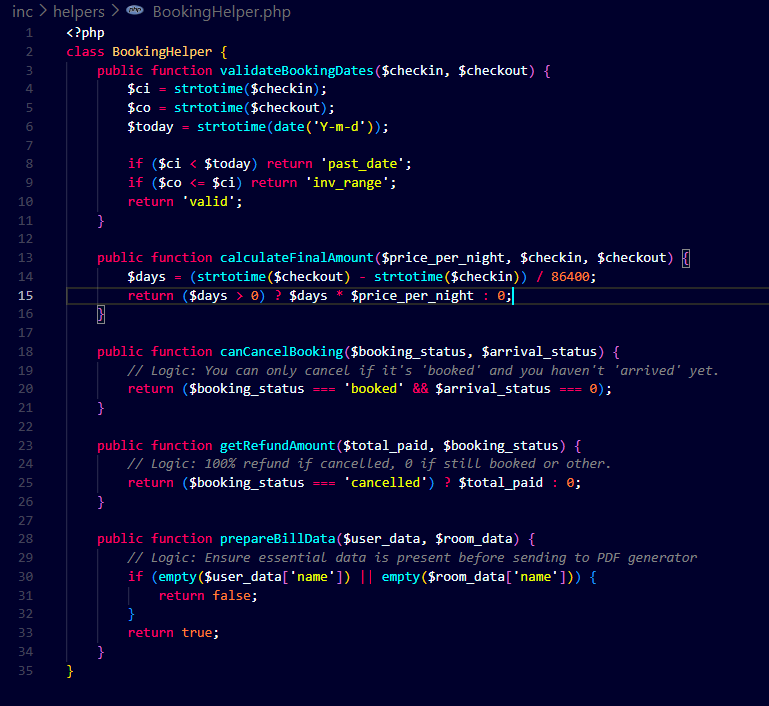 inc > helpers > php BookingHelper.php
1 <?php
2 class BookingHelper {
3     public function validateBookingDates($checkin, $checkout) {
4         $ci = strtotime($checkin);
5         $co = strtotime($checkout);
6         $today = strtotime(date('Y-m-d'));
7
8         if ($ci < $today) return 'past_date';
9         if ($co <= $ci) return 'inv_range';
10         return 'valid';
11     }
12
13     public function calculateFinalAmount($price_per_night, $checkin, $checkout) {
14         $days = (strtotime($checkout) - strtotime($checkin)) / 86400;
15         return ($days > 0) ? $days * $price_per_night : 0;
16     }
17
18     public function canCancelBooking($booking_status, $arrival_status) {
19         // Logic: You can only cancel if it's 'booked' and you haven't 'arrived' yet.
20         return ($booking_status === 'booked' && $arrival_status === 0);
21     }
22
23     public function getRefundAmount($total_paid, $booking_status) {
24         // Logic: 100% refund if cancelled, 0 if still booked or other.
25         return ($booking_status === 'cancelled') ? $total_paid : 0;
26     }
27
28     public function prepareBillData($user_data, $room_data) {
29         // Logic: Ensure essential data is present before sending to PDF generator
30         if (empty($user_data['name']) || empty($room_data['name'])) {
31             return false;
32         }
33         return true;
34     }
35 }